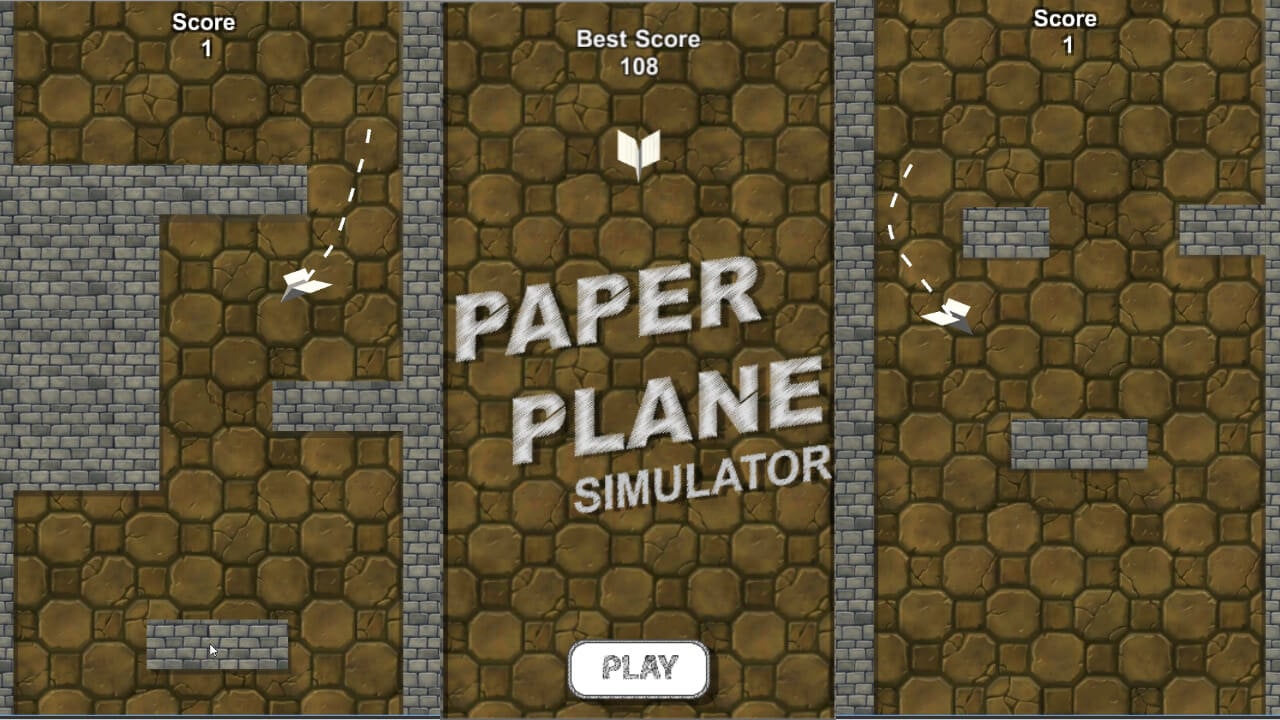 Score
1
Best Score
108
PAPER
PLANE
SIMULATOR
PLAY
Score
1